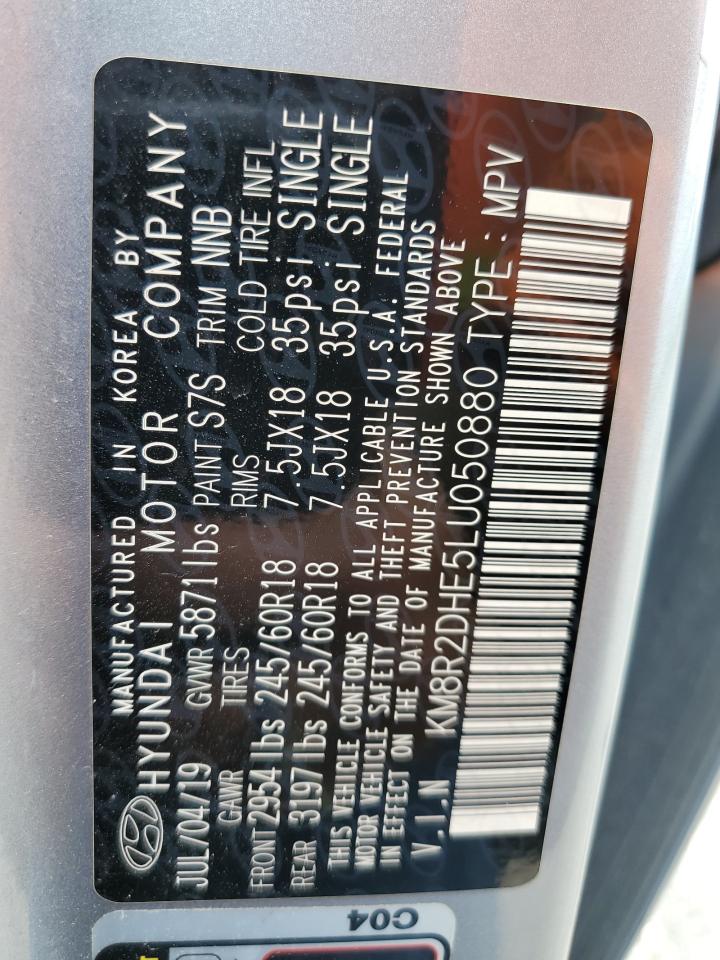 MANUFACTURED IN KOREA BY
HYUNDAI MOTOR COMPANY
JUL/04/19 GVWR 5871lbs PAINT S7S TRIM NNB
GAWR TIRES RIMS COLD TIRE INFL
FRONT 2954 lbs 245/60R18 7.5JX18 35psi SINGLE
REAR 3197 lbs 245/60R18 7.5JX18 35psi SINGLE
THIS VEHICLE CONFORMS TO ALL APPLICABLE U.S.A. FEDERAL
MOTOR VEHICLE SAFETY AND THEFT PREVENTION STANDARDS
IN EFFECT ON THE DATE OF MANUFACTURE SHOWN ABOVE
V.I.N KM8R2DHE5LU050880 TYPE : MPV
C04